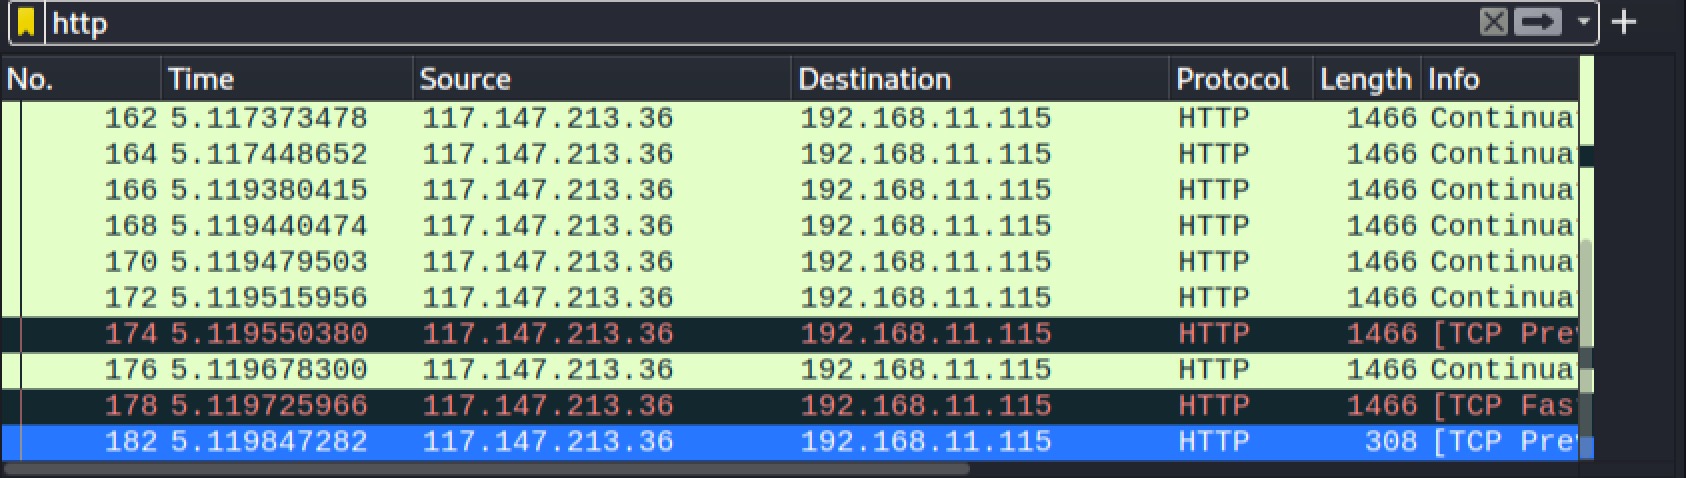 http
No. Time Source Destination Protocol Length Info
162 5.117373478 117.147.213.36 192.168.11.115 HTTP 1466 Continua
164 5.117448652 117.147.213.36 192.168.11.115 HTTP 1466 Continua
166 5.119380415 117.147.213.36 192.168.11.115 HTTP 1466 Continua
168 5.119440474 117.147.213.36 192.168.11.115 HTTP 1466 Continua
170 5.119479503 117.147.213.36 192.168.11.115 HTTP 1466 Continua
172 5.119515956 117.147.213.36 192.168.11.115 HTTP 1466 Continua
174 5.119550380 117.147.213.36 192.168.11.115 HTTP 1466 [TCP Pre
176 5.119678300 117.147.213.36 192.168.11.115 HTTP 1466 Continua
178 5.119725966 117.147.213.36 192.168.11.115 HTTP 1466 [TCP Fas
182 5.119847282 117.147.213.36 192.168.11.115 HTTP 308 [TCP Pre